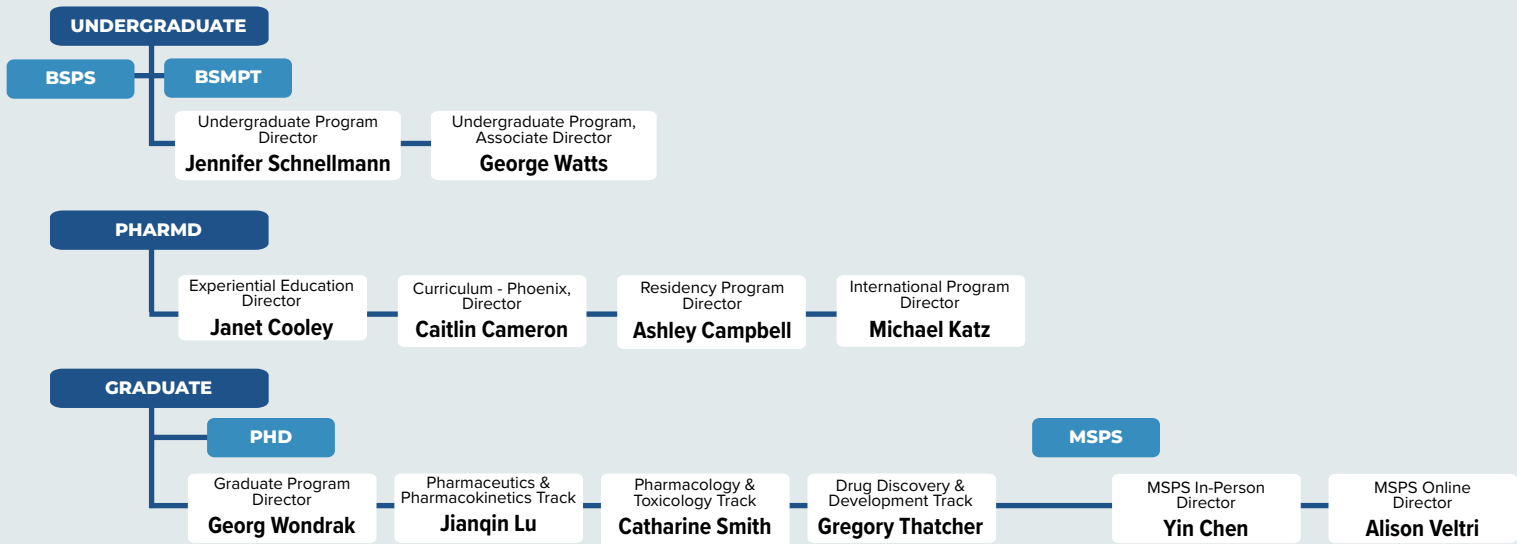 UNDERGRADUATE
BSPS
BSMPT
Undergraduate Program
Director
Jennifer Schnellmann
Undergraduate Program,
Associate Director
George Watts
PHARMD
Experiential Education
Director
Janet Cooley
Curriculum - Phoenix,
Director
Caitlin Cameron
Residency Program
Director
Ashley Campbell
International Program
Director
Michael Katz
GRADUATE
PHD
MSPS
Graduate Program
Director
Georg Wondrak
Pharmaceutics &
Pharmacokinetics Track
Jianqin Lu
Pharmacology &
Toxicology Track
Catharine Smith
Drug Discovery &
Development Track
Gregory Thatcher
MSPS In-Person
Director
Yin Chen
MSPS Online
Director
Alison Veltri